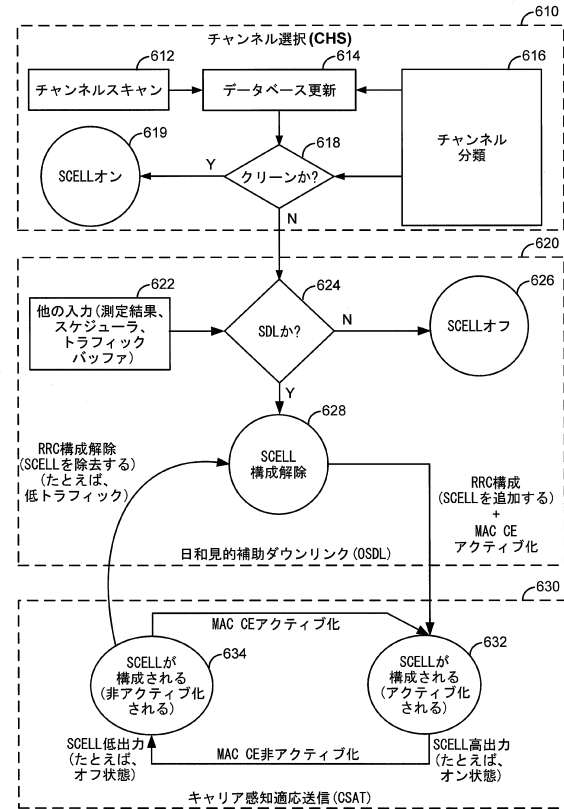 610
チャンネル選択(CHS)
612
614
616
チャンネルスキャン
データベース更新
チャンネル
分類
619
618
SCELLオン
Y
クリーンか?
N
620
622
624
626
他の入力(測定結果、
スケジューラ、
トラフィック
バッファ)
SDLか?
N
SCELLオフ
Y
628
SCELL
構成解除
RRC構成解除
(SCELLを除去する)
(たとえば、
低トラフィック)
RRC構成
(SCELLを追加する)
+
MAC CE
アクティブ化
日和見的補助ダウンリンク(OSDL)
630
MAC CEアクティブ化
634
632
SCELLが
構成される
(非アクティブ化
される)
SCELLが
構成される
(アクティブ化
される)
SCELL低出力
(たとえば、
オフ状態)
MAC CE非アクティブ化
SCELL高出力
(たとえば、
オン状態)
キャリア感知適応送信(CSAT)